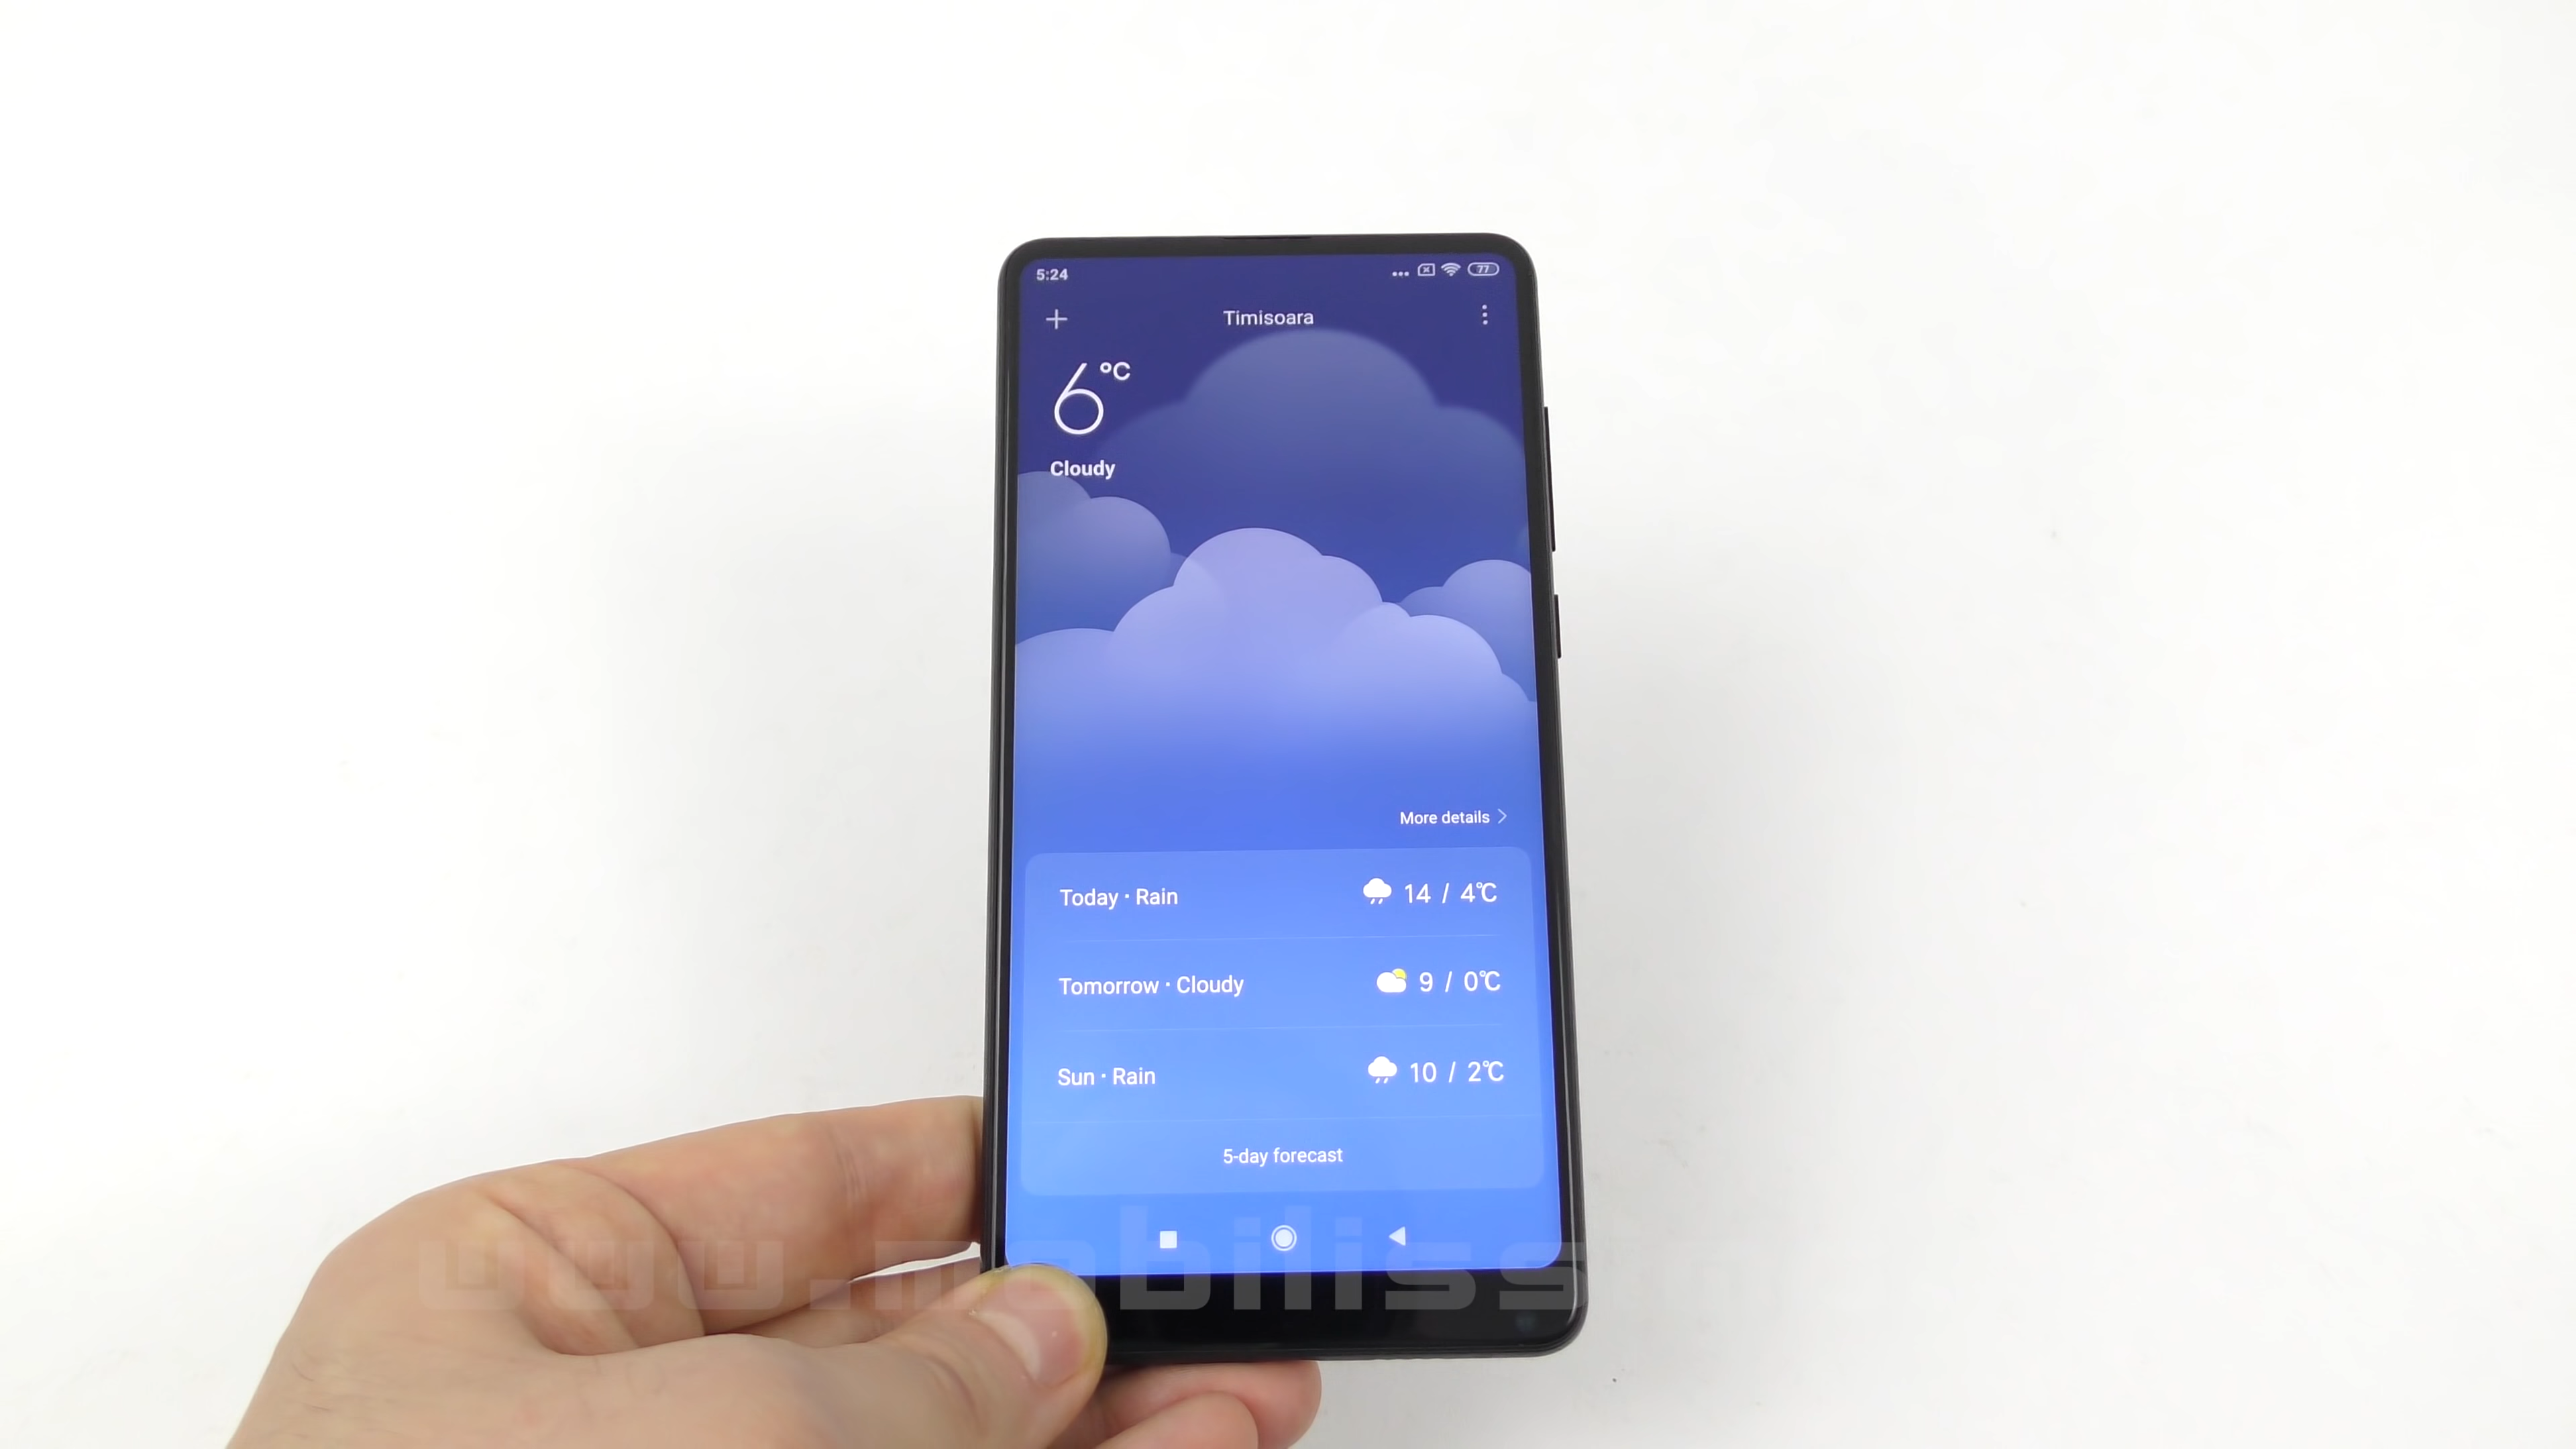 5:24
77
Timisoara
6°C
Cloudy
More details
Today · Rain 14 / 4℃
Tomorrow · Cloudy 9 / 0℃
Sun · Rain 10 / 2℃
5-day forecast